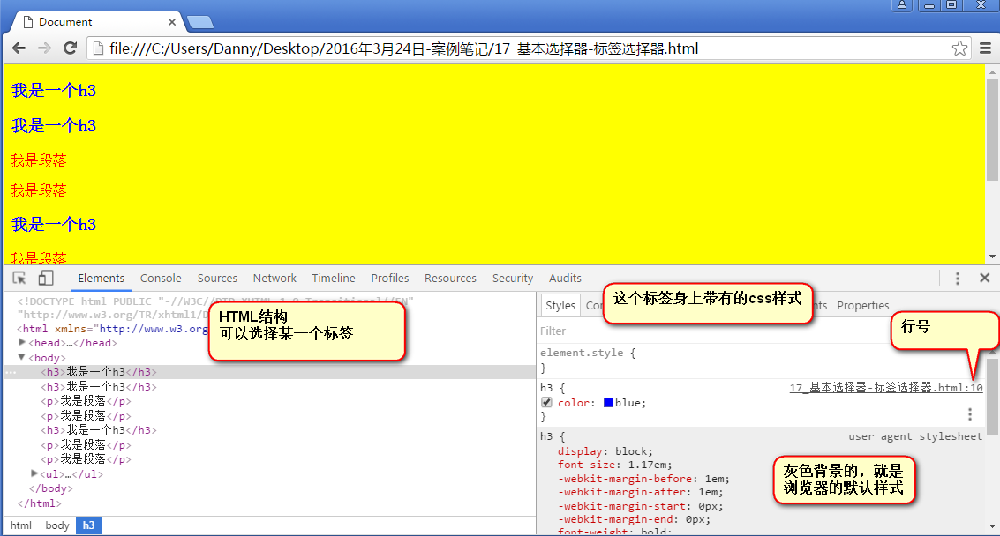 Document
file:///C:/Users/Danny/Desktop/2016年3月24日-案例笔记/17_基本选择器-标签选择器.html
我是一个h3
我是一个h3
我是段落
我是段落
我是一个h3
我是段落
Elements Console Sources Network Timeline Profiles Resources Security Audits
<!DOCTYPE html PUBLIC "-//W3C//DTD XHTML 1.0 Transitional//EN"
"http://www.w3.org/TR/xhtml1/D
<html xmlns="http://www.w3.org
<head>…</head>
<body>
<h3>我是一个h3</h3>
<h3>我是一个h3</h3>
<p>我是段落</p>
<p>我是段落</p>
<h3>我是一个h3</h3>
<p>我是段落</p>
<p>我是段落</p>
<ul>…</ul>
</body>
</html>
html body h3
HTML结构
可以选择某一个标签
Styles Properties
这个标签身上带有的css样式
Filter
行号
element.style {
}
h3 { 17_基本选择器-标签选择器.html:10
color: blue;
}
h3 { user agent stylesheet
display: block;
font-size: 1.17em;
-webkit-margin-before: 1em;
-webkit-margin-after: 1em;
-webkit-margin-start: 0px;
-webkit-margin-end: 0px;
font-weight: bold;
灰色背景的，就是
浏览器的默认样式